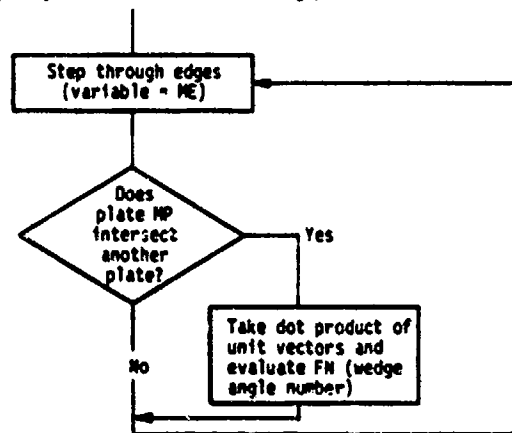 Step through edges
(variable = ME)
Does
plate MP
intersect
another
plate?
Yes
Take dot product of
unit vectors and
evaluate FN (wedge
angle number)
No